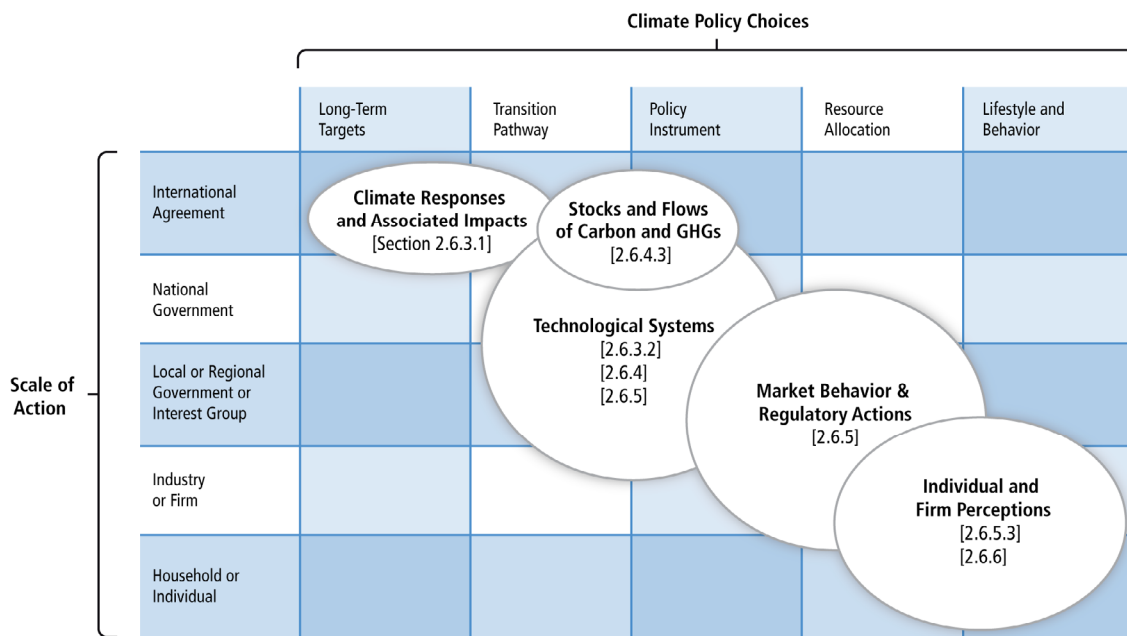 Climate Policy Choices
Long-Term
Targets
Transition
Pathway
Policy
Instrument
Resource
Allocation
Lifestyle and
Behavior
Scale of
Action
International
Agreement
National
Government
Local or Regional
Government or
Interest Group
Industry
or Firm
Household or
Individual
Climate Responses
and Associated Impacts
[Section 2.6.3.1]
Stocks and Flows
of Carbon and GHGs
[2.6.4.3]
Technological Systems
[2.6.3.2]
[2.6.4]
[2.6.5]
Market Behavior &
Regulatory Actions
[2.6.5]
Individual and
Firm Perceptions
[2.6.5.3]
[2.6.6]